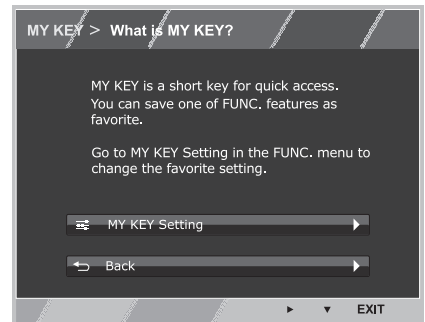 MY KEY > What is MY KEY?
MY KEY is a short key for quick access.
You can save one of FUNC. features as
favorite.
Go to MY KEY Setting in the FUNC. menu to
change the favorite setting.
MY KEY Setting
Back
EXIT